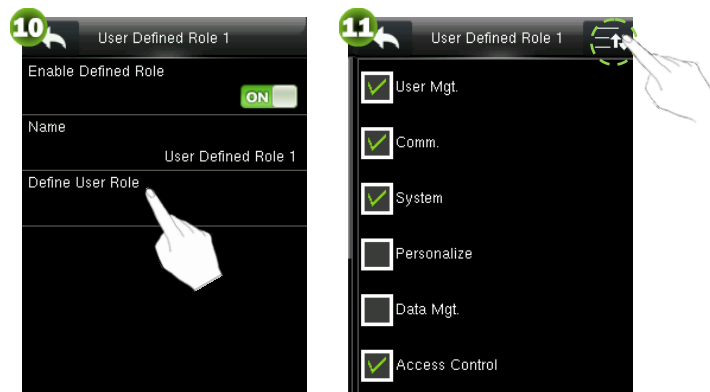 10
User Defined Role 1
Enable Defined Role
ON
Name
User Defined Role 1
Define User Role
11
User Defined Role 1
User Mgt.
Comm.
System
Personalize
Data Mgt.
Access Control